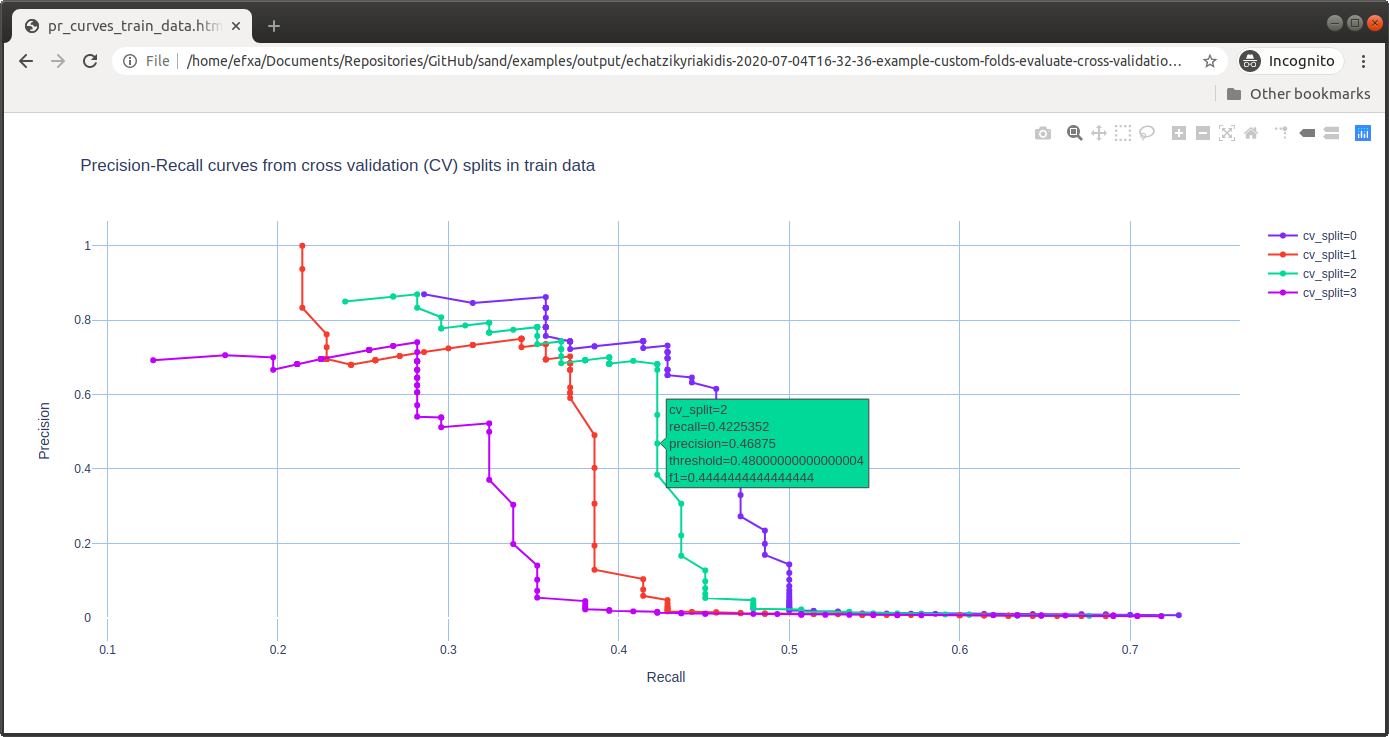 pr_curves_train_data.htm
File
/home/efxa/Documents/Repositories/GitHub/sand/examples/output/echatzikyriakidis-2020-07-04T16-32-36-example-custom-folds-evaluate-cross-validatio...
Incognito
Other bookmarks
Precision-Recall curves from cross validation (CV) splits in train data
cv_split=0
cv_split=1
cv_split=2
cv_split=3
1
0.8
0.6
0.4
0.2
0
Precision
cv_split=2
recall=0.4225352
precision=0.46875
threshold=0.48000000000000004
f1=0.4444444444444444
0.1 0.2 0.3 0.4 0.5 0.6 0.7
Recall